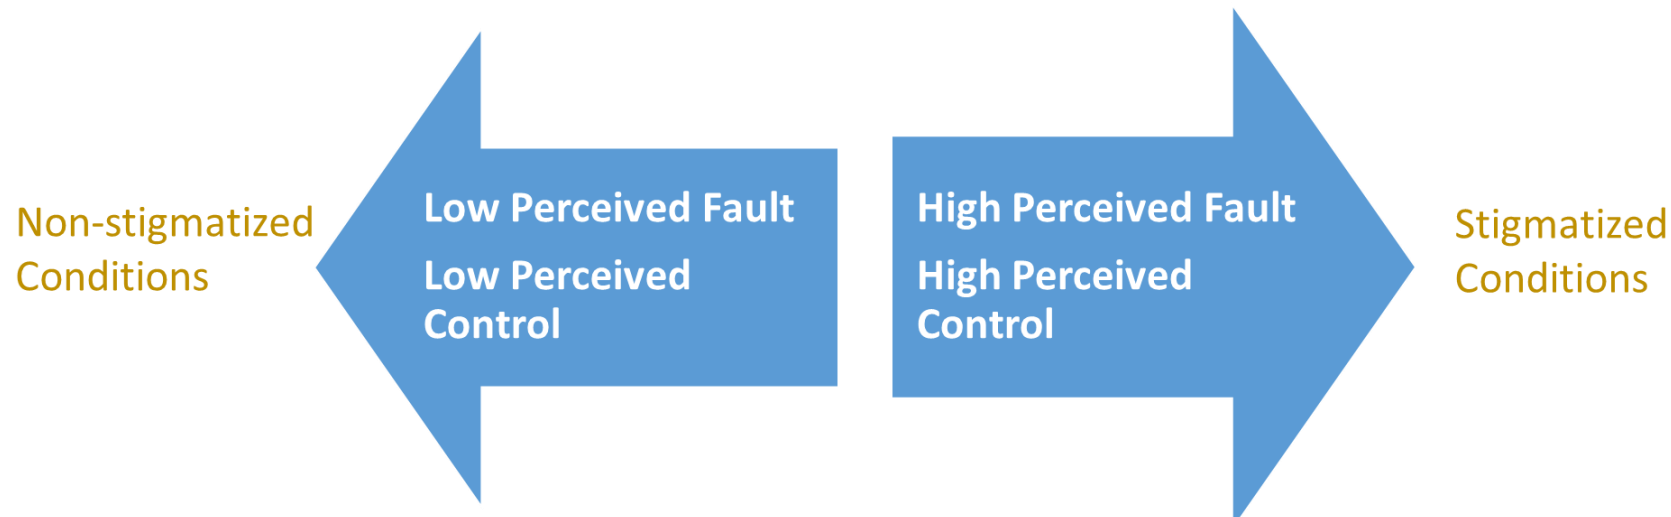 Non-stigmatized
Conditions
Low Perceived Fault
Low Perceived
Control
High Perceived Fault
High Perceived
Control
Stigmatized
Conditions